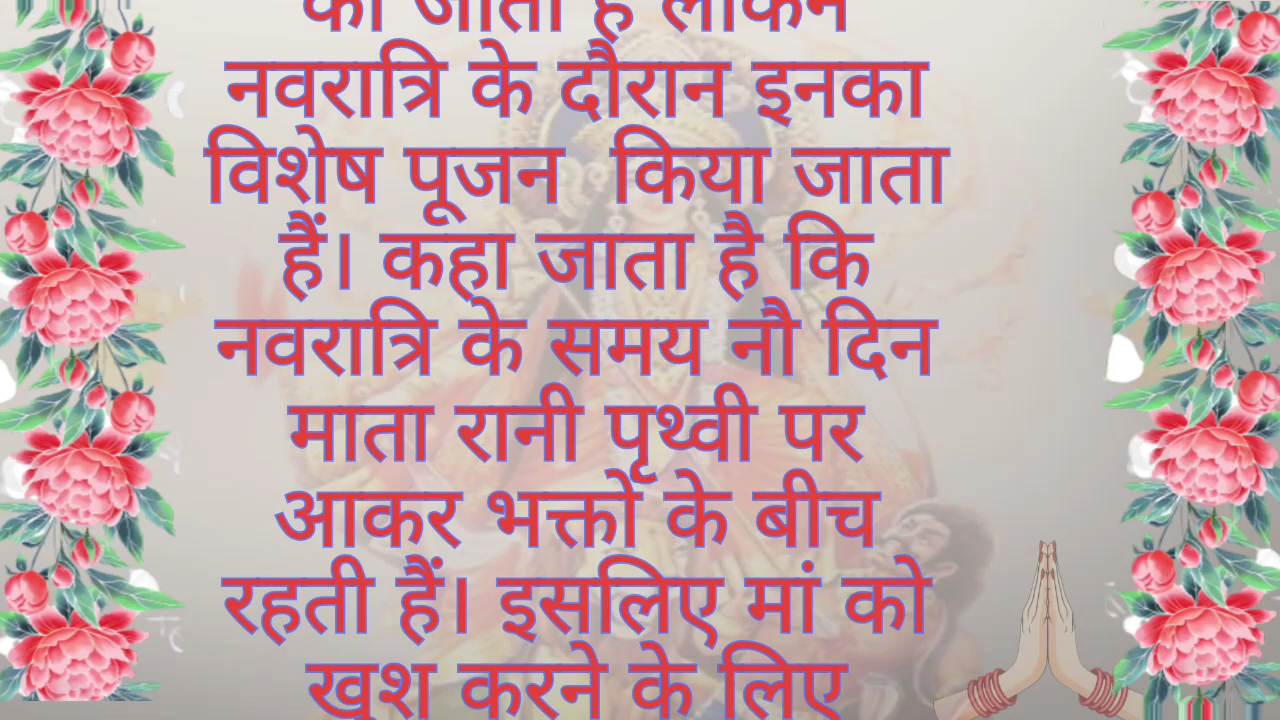 की जाती है लेकिन
नवरात्रि के दौरान इनका
विशेष पूजन किया जाता
हैं। कहा जाता है कि
नवरात्रि के समय नौ दिन
माता रानी पृथ्वी पर
आकर भक्तो के बीच
रहती हैं। इसलिए मां को
खुश करने के लिए